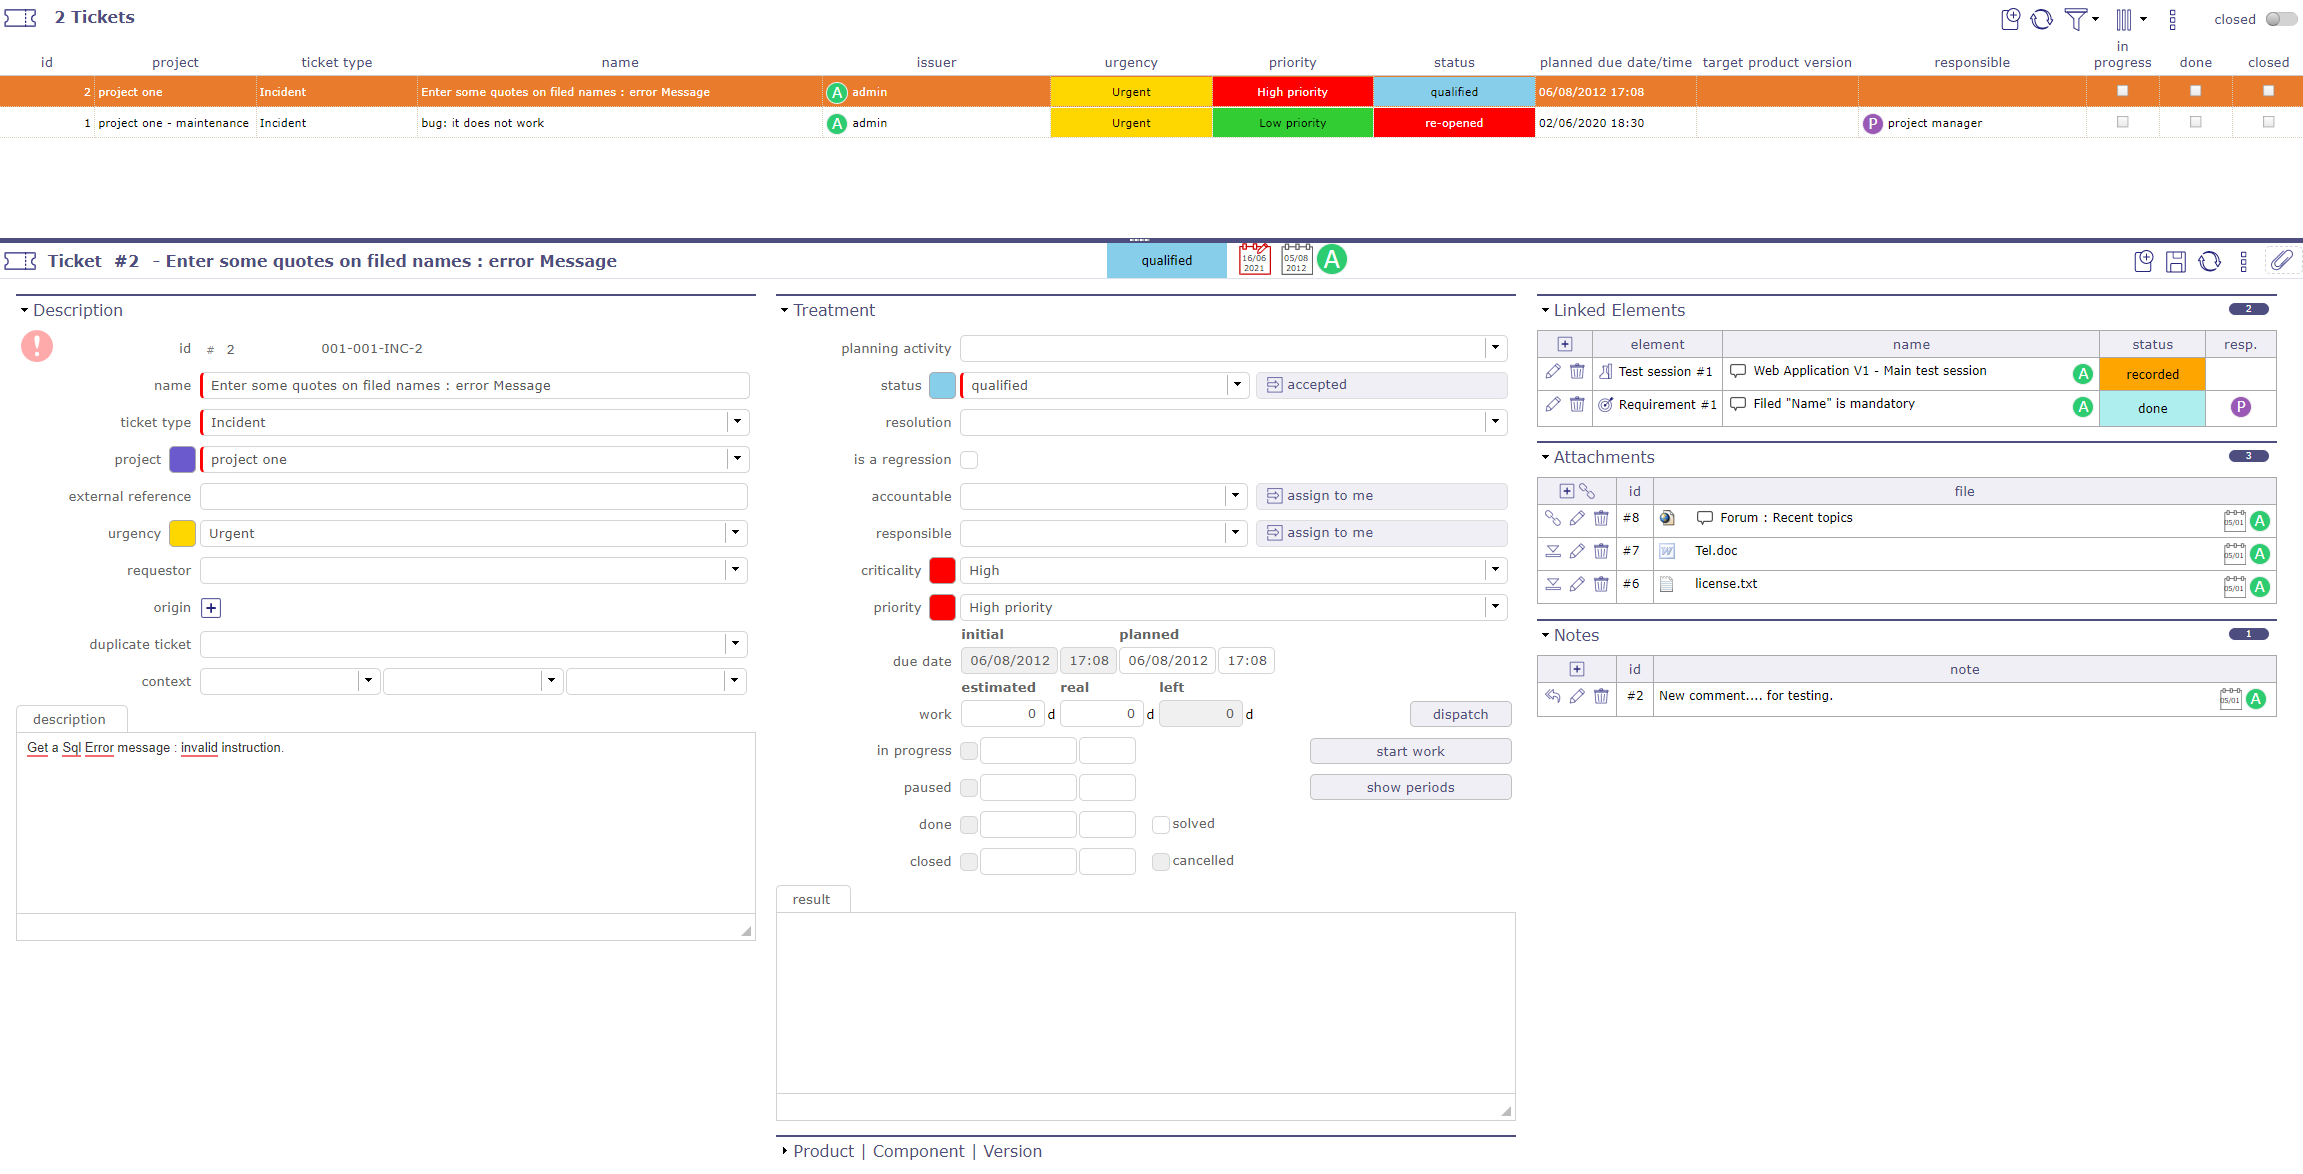 2 Tickets
closed
id project ticket type name issuer urgency priority status planned due date/time target product version responsible in progress done closed
2 project one Incident Enter some quotes on filed names : error Message A admin Urgent High priority qualified 06/08/2012 17:08
1 project one - maintenance Incident bug: it does not work A admin Urgent Low priority re-opened 02/06/2020 18:30 P project manager
Ticket #2 - Enter some quotes on filed names : error Message
qualified
16/06 2021
05/08 2012
A
Description
id # 2 001-001-INC-2
name Enter some quotes on filed names : error Message
ticket type Incident
project project one
external reference
urgency Urgent
requestor
origin
duplicate ticket
context
description
Get a Sql Error message : invalid instruction.
Treatment
planning activity
status qualified accepted
resolution
is a regression
accountable assign to me
responsible assign to me
criticality High
priority High priority
initial planned
due date 06/08/2012 17:08 06/08/2012 17:08
estimated real left
work 0 d 0 d 0 d dispatch
in progress start work
paused show periods
done solved
closed cancelled
result
Product | Component | Version
Linked Elements 2
element name status resp.
Test session #1 Web Application V1 - Main test session A recorded
Requirement #1 Filed "Name" is mandatory A done P
Attachments 3
id file
#8 Forum : Recent topics 05/01 A
#7 Tel.doc 05/01 A
#6 license.txt 05/01 A
Notes 1
id note
#2 New comment.... for testing. 05/01 A